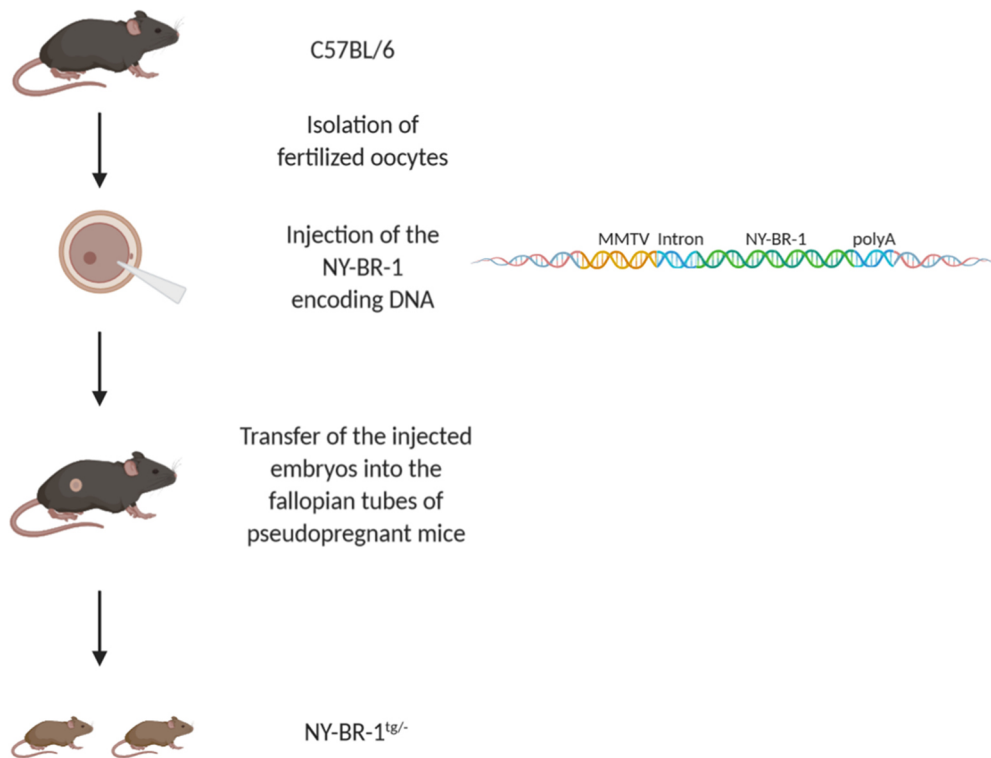 C57BL/6
Isolation of
fertilized oocytes
Injection of the
NY-BR-1
encoding DNA
MMTV Intron NY-BR-1 polyA
Transfer of the injected
embryos into the
fallopian tubes of
pseudopregnant mice
NY-BR-1tg/-